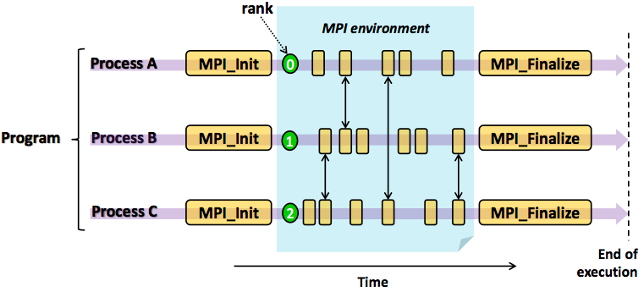 rank
MPI environment
Process A
MPI_Init
0
MPI_Finalize
Program
Process B
MPI_Init
1
MPI_Finalize
Process C
MPI_Init
2
MPI_Finalize
Time
End of
execution